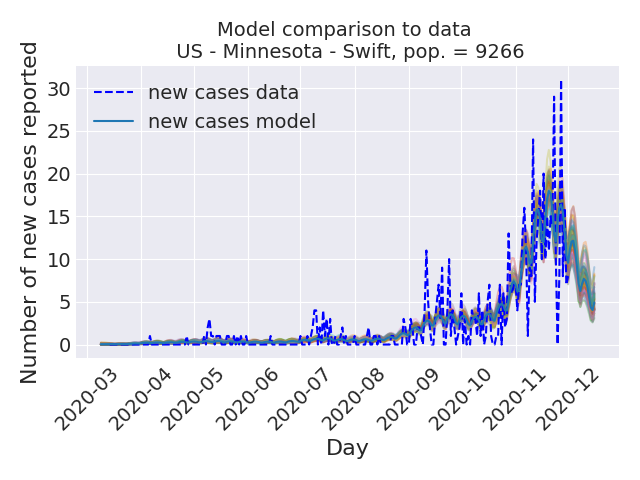 Model comparison to data
US - Minnesota - Swift, pop. = 9266
Number of new cases reported
30
25
20
15
10
5
0
new cases data
new cases model
2020-03
2020-04
2020-05
2020-06
2020-07
2020-08
2020-09
2020-10
2020-11
2020-12
Day